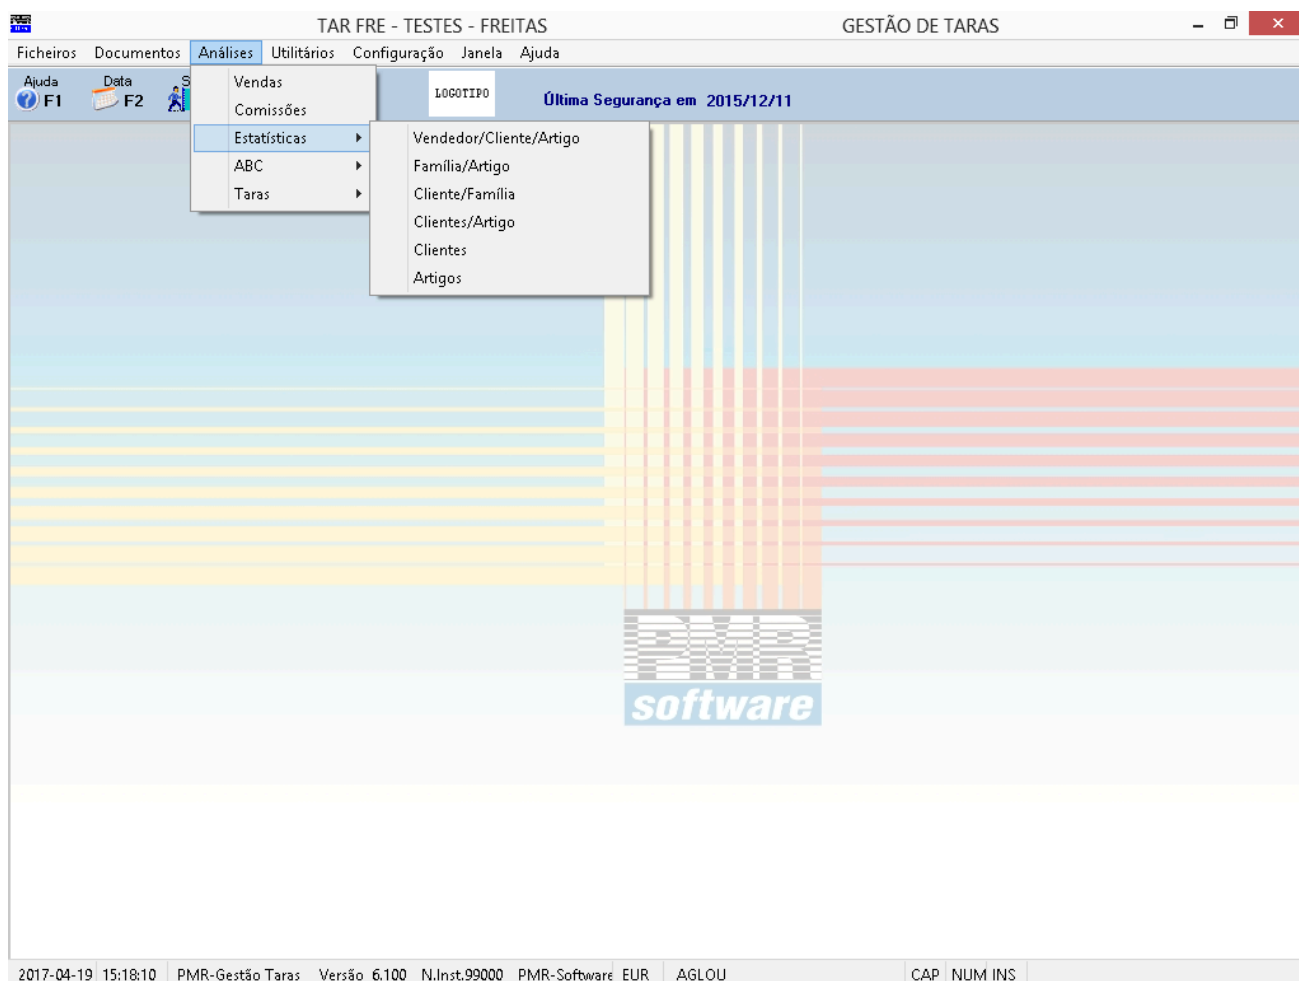 TAR FRE - TESTES - FREITAS GESTÃO DE TARAS
Ficheiros Documentos Análises Utilitários Configuração Janela Ajuda
Ajuda F1
Data F2
S
LOGOTIPO
Última Segurança em 2015/12/11
Vendas
Comissões
Estatísticas
ABC
Taras
Vendedor/Cliente/Artigo
Família/Artigo
Cliente/Família
Clientes/Artigo
Clientes
Artigos
PMR
software
2017-04-19 15:18:10 PMR-Gestão Taras Versão 6.100 N.Inst.99000 PMR-Software EUR AGLOU CAP NUM INS